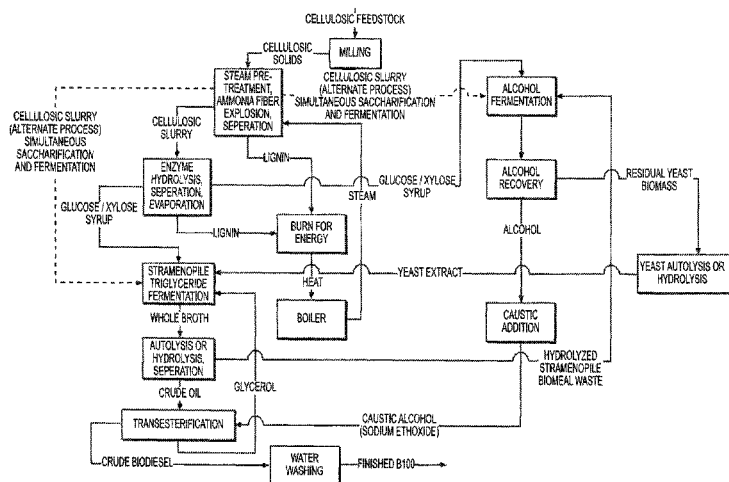 CELLULOSIC FEEDSTOCK
MILLING
CELLULOSIC
SOLIDS
STEAM PRE-
TREATMENT,
AMMONIA FIBER
EXPLOSION,
SEPERATION
CELLULOSIC SLURRY
(ALTERNATE PROCESS)
SIMULTANEOUS SACCHARIFICATION
AND FERMENTATION
ALCOHOL
FERMENTATION
CELLULOSIC SLURRY
(ALTERNATE PROCESS)
SIMULTANEOUS
SACCHARIFICATION
AND FERMENTATION
CELLULOSIC
SLURRY
LIGNIN
ENZYME
HYDROLYSIS,
SEPERATION,
EVAPORATION
GLUCOSE / XYLOSE
SYRUP
STEAM
ALCOHOL
RECOVERY
RESIDUAL YEAST
BIOMASS
GLUCOSE / XYLOSE
SYRUP
LIGNIN
BURN FOR
ENERGY
ALCOHOL
STRAMENOPILE
TRIGLYCERIDE
FERMENTATION
HEAT
YEAST EXTRACT
YEAST AUTOLYSIS OR
HYDROLYSIS
WHOLE BROTH
BOILER
CAUSTIC
ADDITION
AUTOLYSIS OR
HYDROLYSIS,
SEPERATION
GLYCEROL
HYDROLYZED
STRAMENOPILE
BIOMEAL WASTE
CRUDE OIL
TRANSESTERIFICATION
CAUSTIC ALCOHOL
(SODIUM ETHOXIDE)
CRUDE BIODIESEL
WATER
WASHING
FINISHED B100